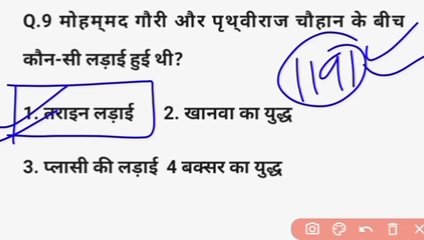 Q.9 मोहम्मद गौरी और पृथ्वीराज चौहान के बीच
कौन-सी लड़ाई हुई थी?
1191
1. तराइन लड़ाई 2. खानवा का युद्ध
3. प्लासी की लड़ाई 4 बक्सर का युद्ध